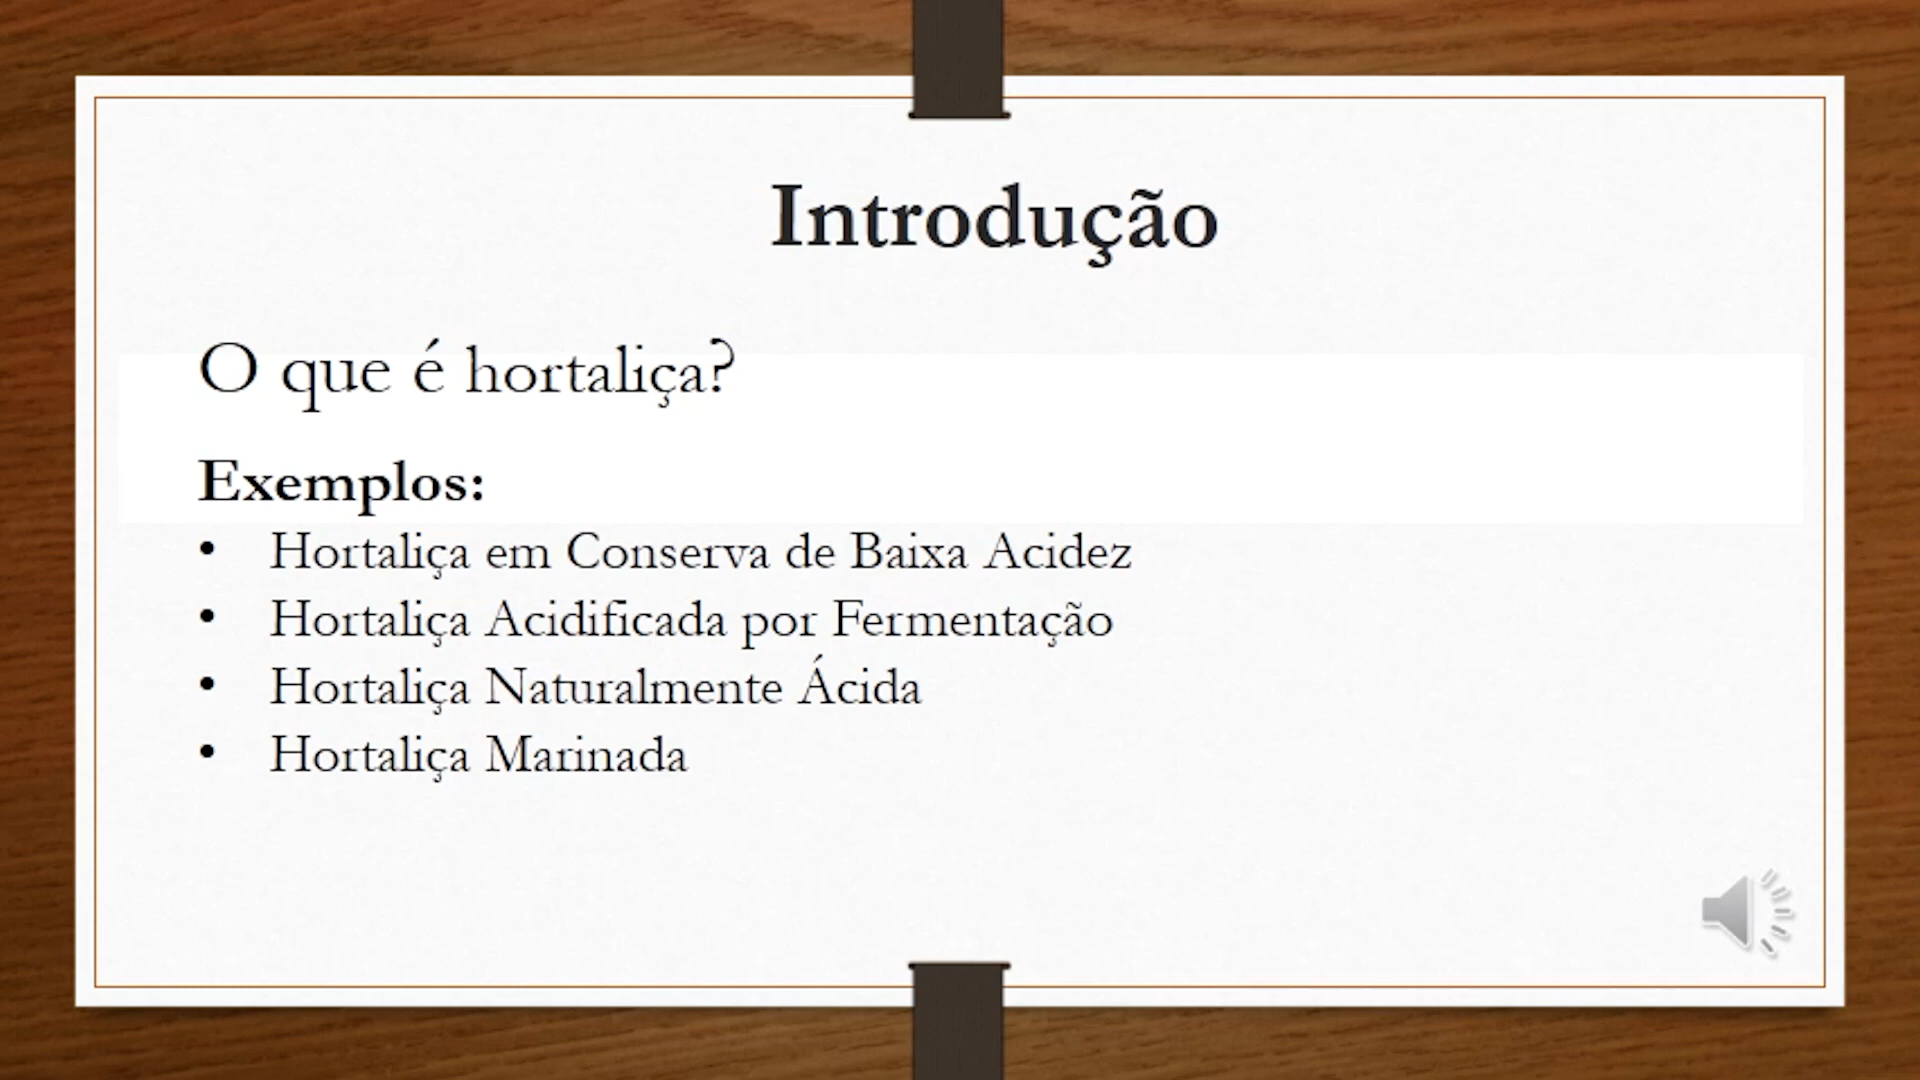 Introdução
O que é hortaliça?
Exemplos:
• Hortaliça em Conserva de Baixa Acidez
• Hortaliça Acidificada por Fermentação
• Hortaliça Naturalmente Ácida
• Hortaliça Marinada